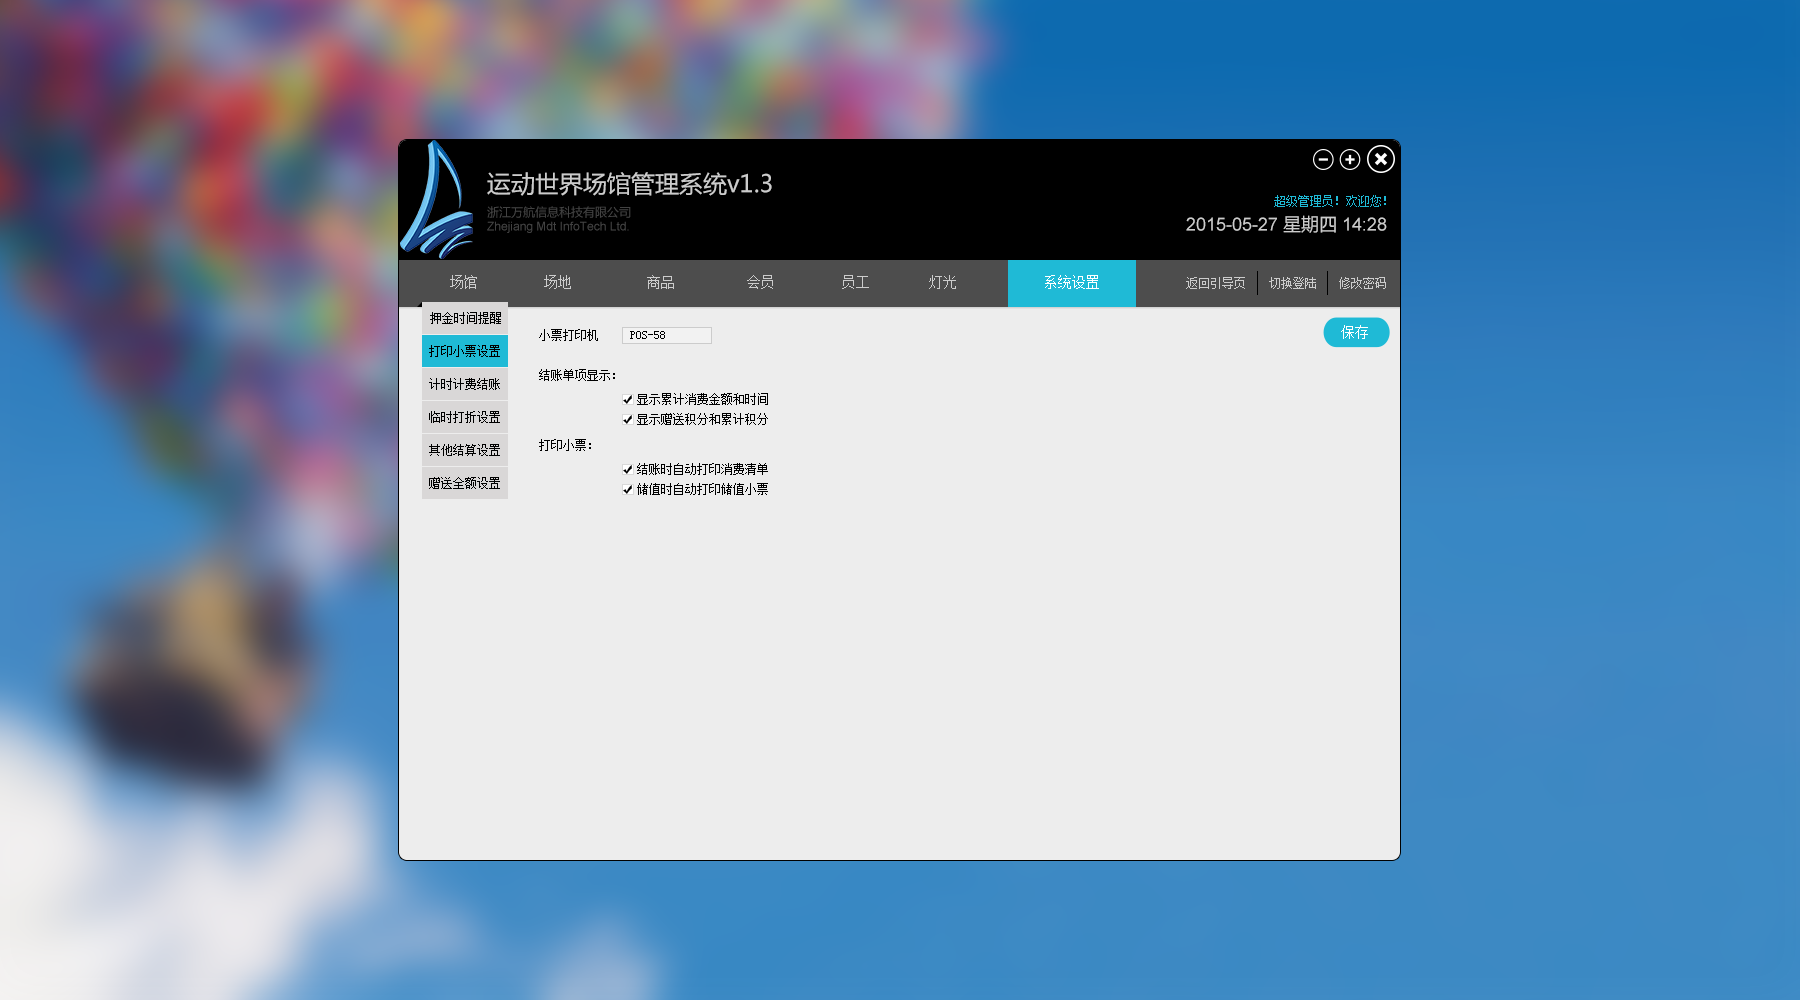 运动世界场馆管理系统v1.3
浙江万航信息科技有限公司
Zhejiang Mdt InfoTech Ltd.
超级管理员！欢迎您！
2015-05-27 星期四 14:28
场馆 场地 商品 会员 员工 灯光 系统设置 返回引导页 切换登陆 修改密码
押金时间提醒
打印小票设置
计时计费结账
临时打折设置
其他结算设置
赠送全额设置
小票打印机 POS-58
保存
结账单项显示：
显示累计消费金额和时间
显示赠送积分和累计积分
打印小票：
结账时自动打印消费清单
储值时自动打印储值小票